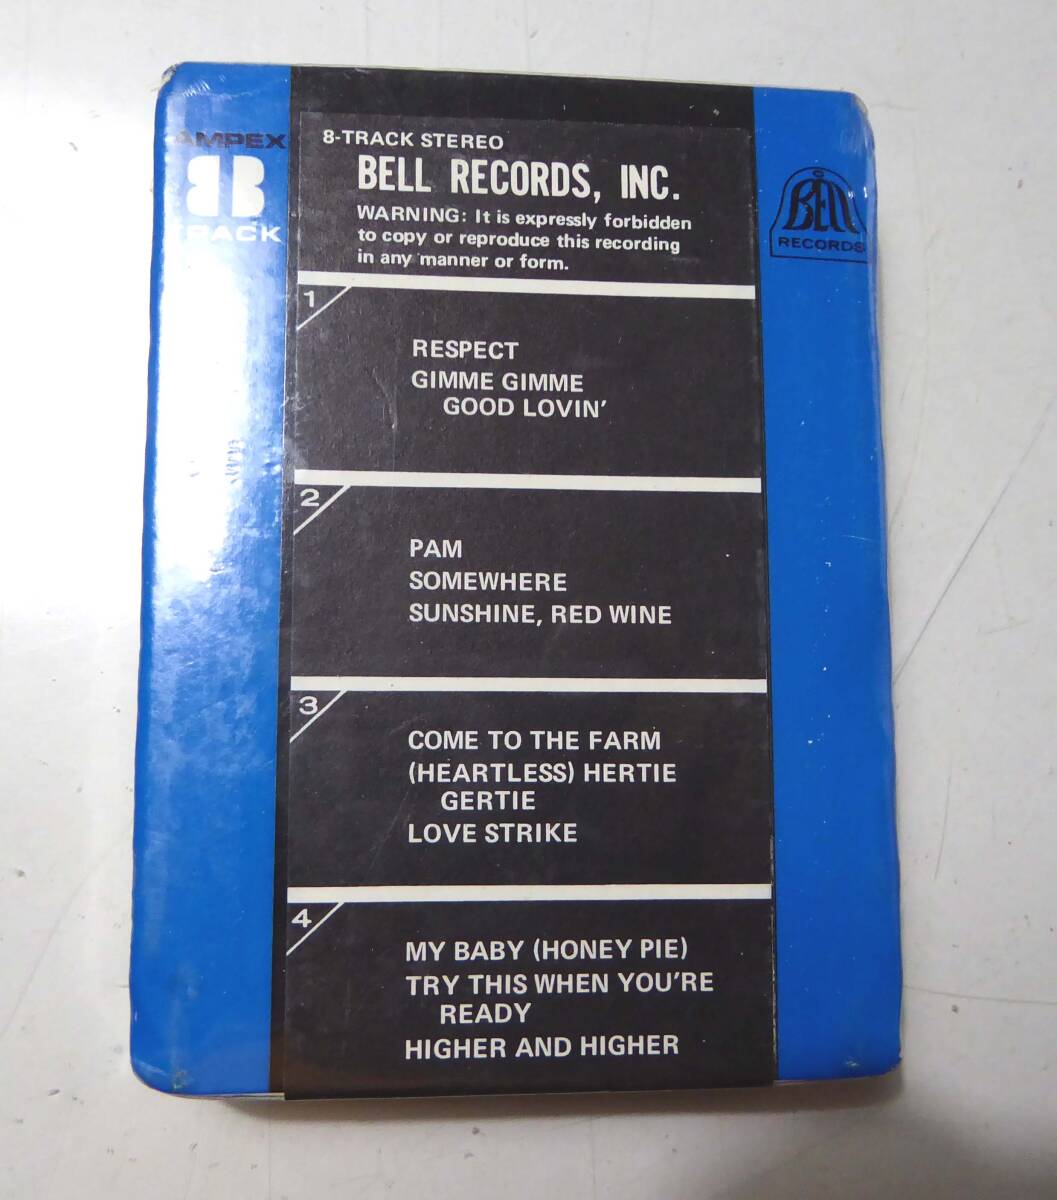 AMPEX
8
TRACK
8-TRACK STEREO
BELL RECORDS, INC.
WARNING: It is expressly forbidden
to copy or reproduce this recording
in any manner or form.
BELL
RECORDS
1
RESPECT
GIMME GIMME
GOOD LOVIN'
2
PAM
SOMEWHERE
SUNSHINE, RED WINE
3
COME TO THE FARM
(HEARTLESS) HERTIE
GERTIE
LOVE STRIKE
4
MY BABY (HONEY PIE)
TRY THIS WHEN YOU'RE
READY
HIGHER AND HIGHER